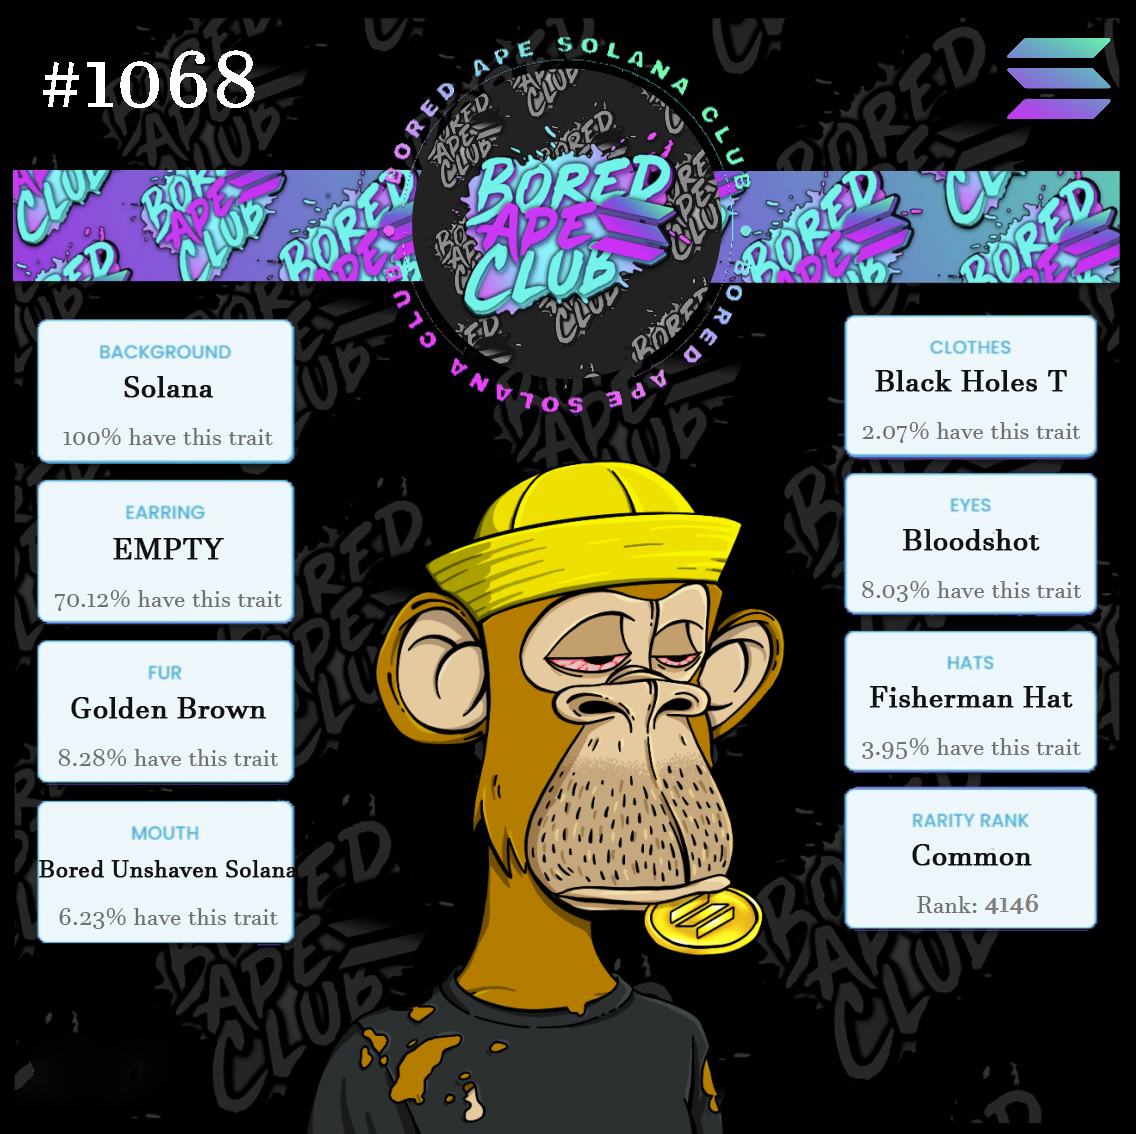 #1068
BORED APE SOLANA CLUB
BORED
APE
CLUB
BORED APE SOLANA CLUB
BACKGROUND
Solana
100% have this trait
EARRING
EMPTY
70.12% have this trait
FUR
Golden Brown
8.28% have this trait
MOUTH
Bored Unshaven Solana
6.23% have this trait
CLOTHES
Black Holes T
2.07% have this trait
EYES
Bloodshot
8.03% have this trait
HATS
Fisherman Hat
3.95% have this trait
RARITY RANK
Common
Rank: 4146